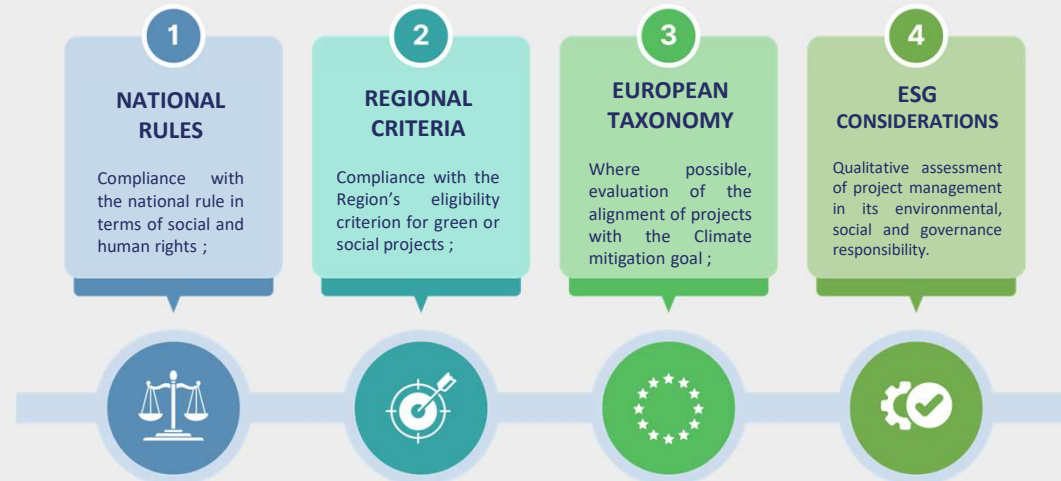 1
NATIONAL
RULES
Compliance with
the national rule in
terms of social and
human rights ;
2
REGIONAL
CRITERIA
Compliance with the
Region's eligibility
criterion for green or
social projects ;
3
EUROPEAN
TAXONOMY
Where possible,
evaluation of the
alignment of projects
with the Climate
mitigation goal ;
4
ESG
CONSIDERATIONS
Qualitative assessment
of project management
in its environmental,
social and governance
responsibility.